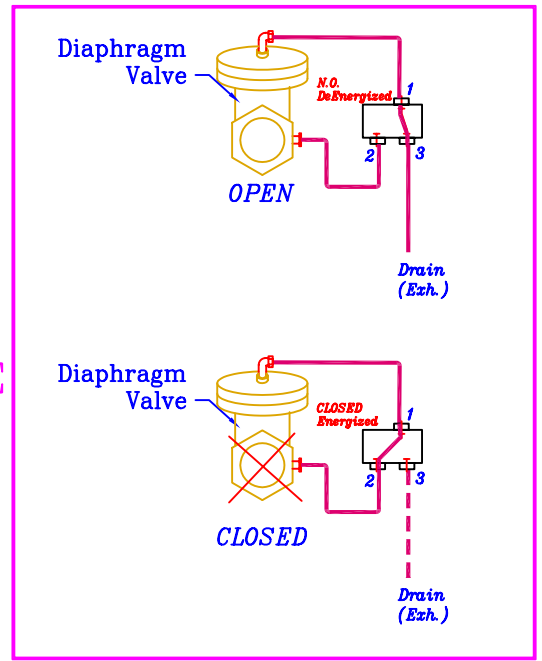 Diaphragm
Valve
N.O.
DeEnergized
1
2
3
OPEN
Drain
(Exh.)
Diaphragm
Valve
CLOSED
Energized
1
2
3
CLOSED
Drain
(Exh.)